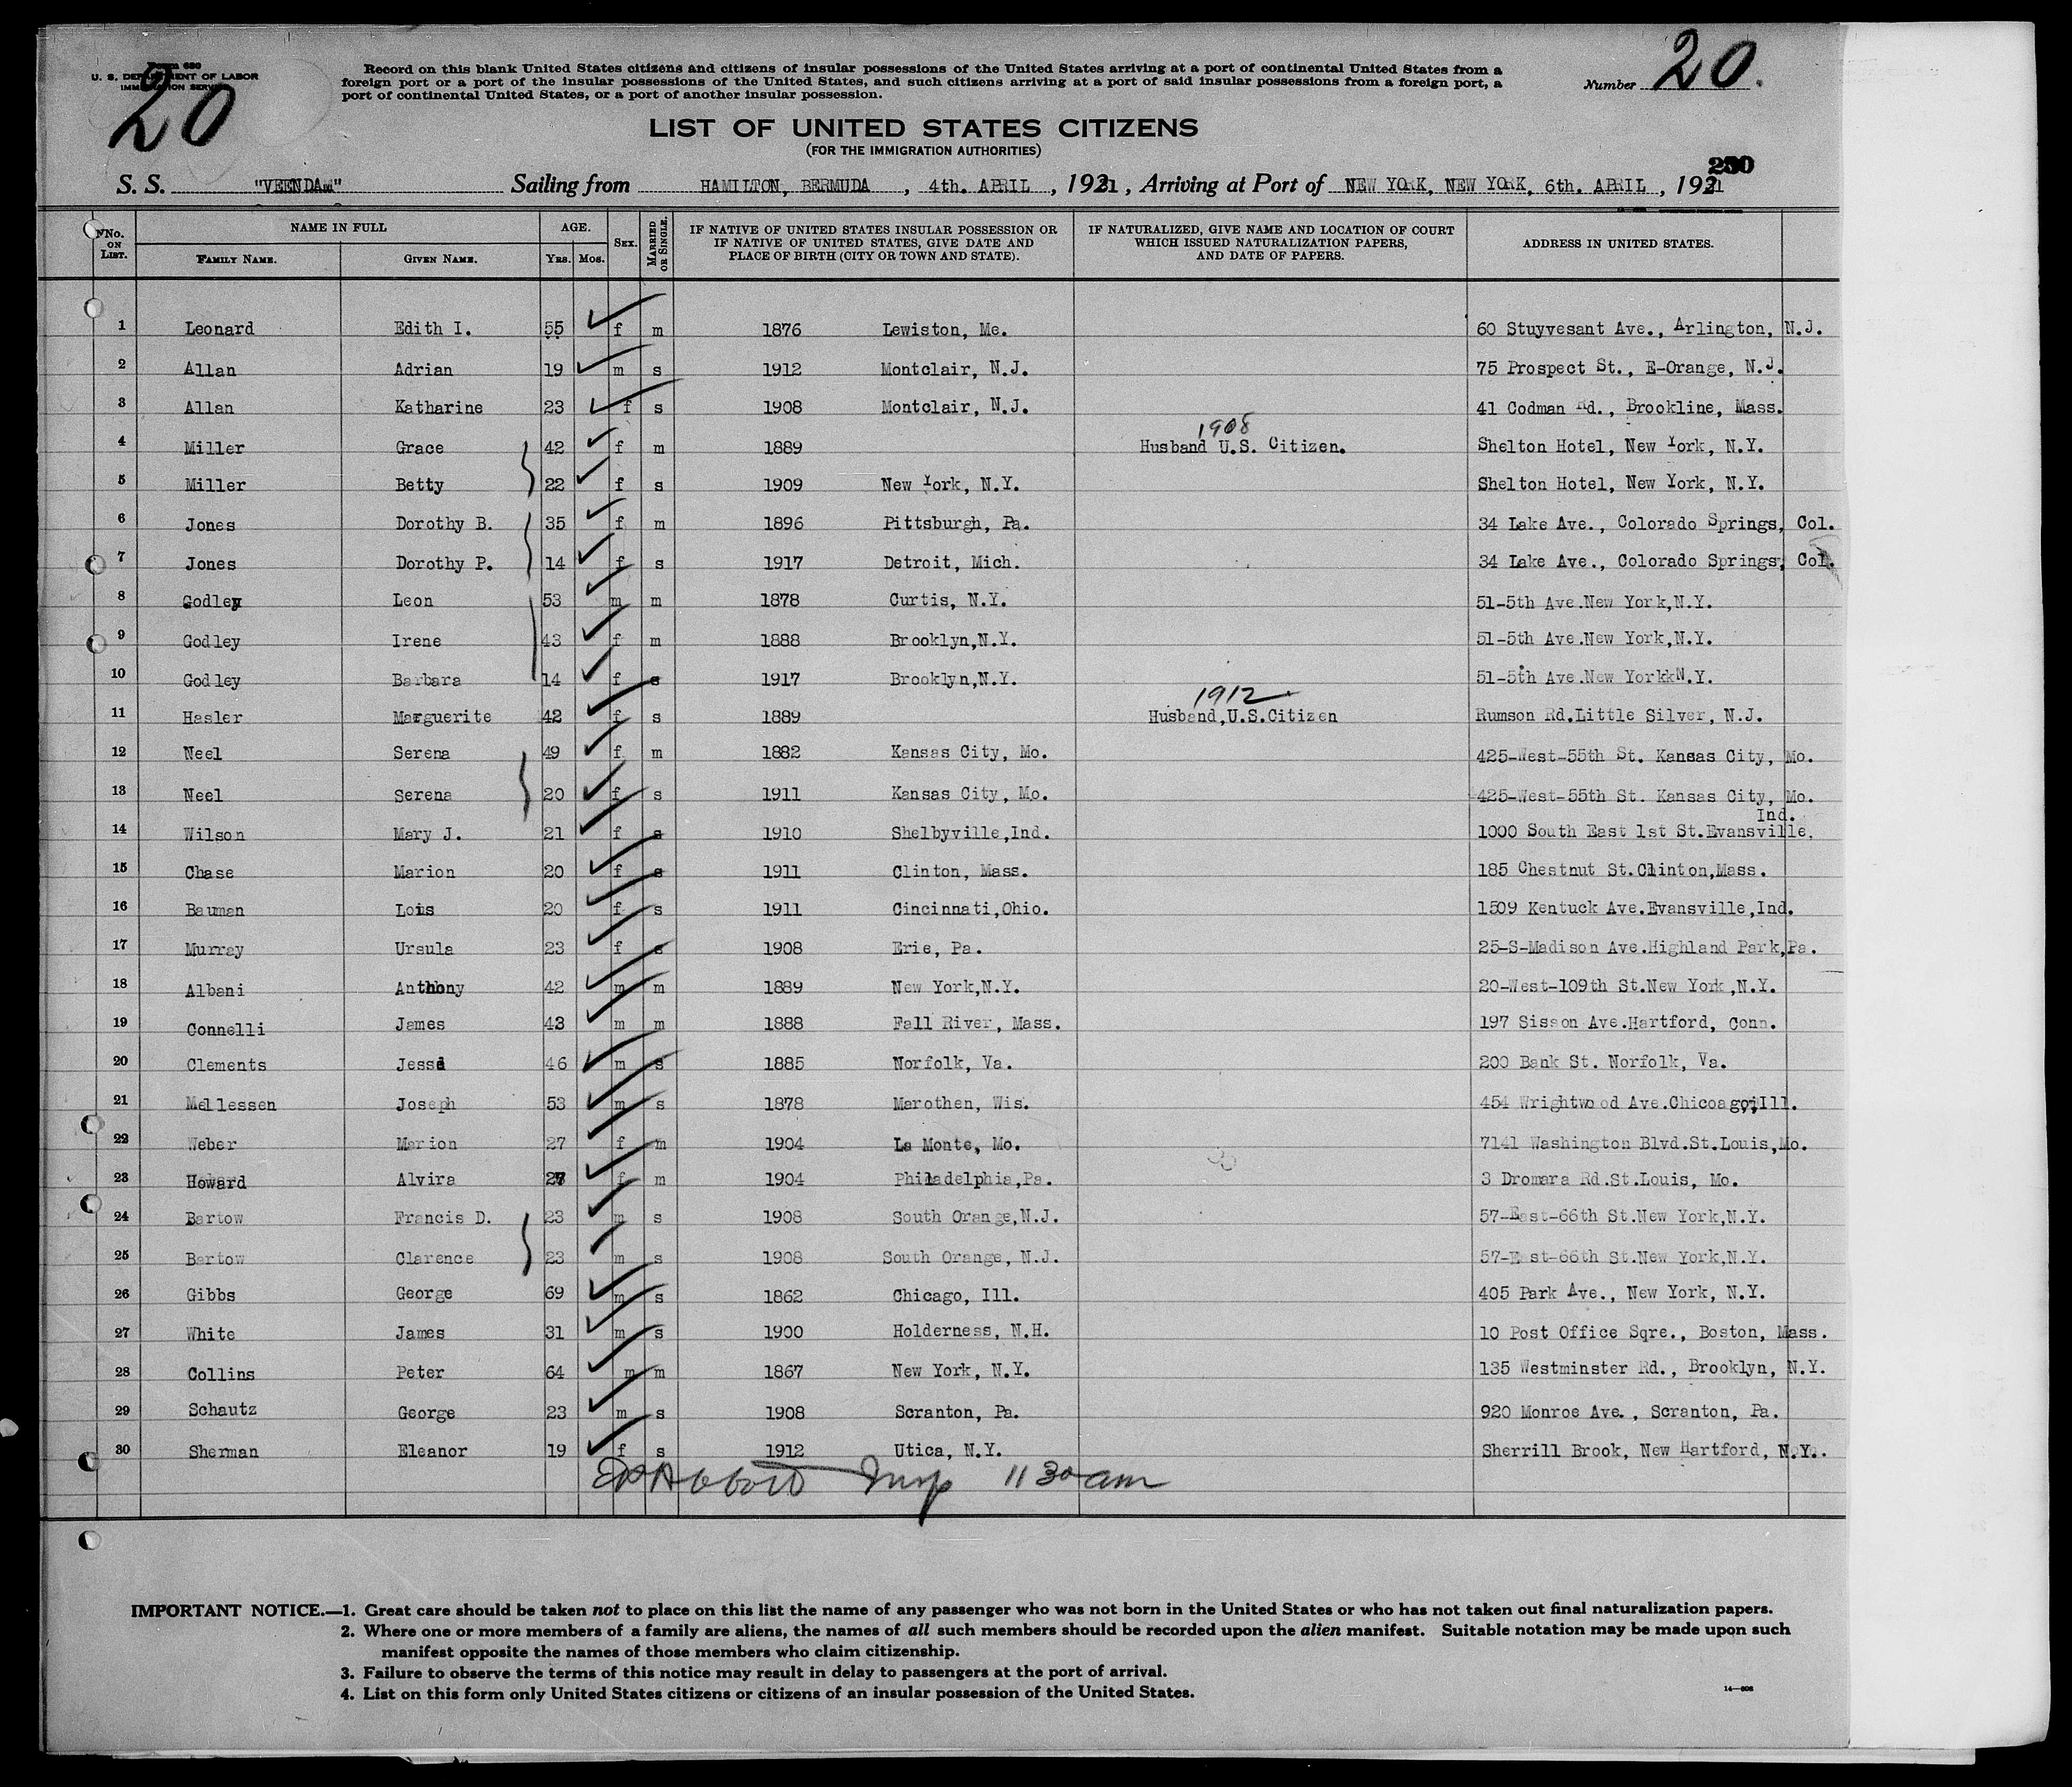 Form 630
U. S. DEPARTMENT OF LABOR
IMMIGRATION SERVICE
20
Record on this blank United States citizens and citizens of insular possessions of the United States arriving at a port of continental United States from a
foreign port or a port of the insular possessions of the United States, and such citizens arriving at a port of said insular possessions from a foreign port, a
port of continental United States, or a port of another insular possession.
Number 20.
LIST OF UNITED STATES CITIZENS
(FOR THE IMMIGRATION AUTHORITIES)
S. S. "VEENDAM" Sailing from HAMILTON, BERMUDA, 4th. APRIL, 1931, Arriving at Port of NEW YORK, NEW YORK, 6th. APRIL, 1931
No. ON LIST. NAME IN FULL FAMILY NAME. GIVEN NAME. AGE. YRS. MOS. SEX. MARRIED OR SINGLE. IF NATIVE OF UNITED STATES INSULAR POSSESSION OR IF NATIVE OF UNITED STATES, GIVE DATE AND PLACE OF BIRTH (CITY OR TOWN AND STATE). IF NATURALIZED, GIVE NAME AND LOCATION OF COURT WHICH ISSUED NATURALIZATION PAPERS, AND DATE OF PAPERS. ADDRESS IN UNITED STATES.
1 Leonard Edith I. 55 f m 1876 Lewiston, Me. 60 Stuyvesant Ave., Arlington, N.J.
2 Allan Adrian 19 m s 1912 Montclair, N.J. 75 Prospect St., E-Orange, N.J.
3 Allan Katharine 23 f s 1908 Montclair, N.J. 41 Codman Rd., Brookline, Mass.
1908
4 Miller Grace 42 f m 1889 Husband U.S. Citizen. Shelton Hotel, New York, N.Y.
5 Miller Betty 22 f s 1909 New York, N.Y. Shelton Hotel, New York, N.Y.
6 Jones Dorothy B. 35 f m 1896 Pittsburgh, Pa. 34 Lake Ave., Colorado Springs, Col.
7 Jones Dorothy P. 14 f s 1917 Detroit, Mich. 34 Lake Ave., Colorado Springs, Col.
8 Godley Leon 53 m m 1878 Curtis, N.Y. 51-5th Ave.New York,N.Y.
9 Godley Irene 43 f m 1888 Brooklyn,N.Y. 51-5th Ave.New York,N.Y.
10 Godley Barbara 14 f s 1917 Brooklyn,N.Y. 51-5th Ave.New YorkkN.Y.
1912
11 Hasler Marguerite 42 f s 1889 Husband,U.S.Citizen Rumson Rd.Little Silver, N.J.
12 Neel Serena 49 f m 1882 Kansas City, Mo. 425-West-55th St. Kansas City, Mo.
13 Neel Serena 20 f s 1911 Kansas City, Mo. 425-West-55th St. Kansas City, Mo.
Ind.
14 Wilson Mary J. 21 f s 1910 Shelbyville,Ind. 1000 South East 1st St.Evansville,
15 Chase Marion 20 f s 1911 Clinton, Mass. 185 Chestnut St.Clinton,Mass.
16 Bauman Lois 20 f s 1911 Cincinnati,Ohio. 1509 Kentuck Ave.Evansville,Ind.
17 Murray Ursula 23 f s 1908 Erie, Pa. 25-S-Madison Ave.Highland Park,Pa.
18 Albani Anthony 42 m m 1889 New York,N.Y. 20-West-109th St.New York,N.Y.
19 Connelli James 43 m m 1888 Fall River, Mass. 197 Sisson Ave.Hartford, Conn.
20 Clements Jesse 46 m s 1885 Norfolk, Va. 200 Bank St. Norfolk, Va.
21 Mellessen Joseph 53 m s 1878 Marothen, Wis. 454 Wrightwood Ave.Chicoago,Ill.
22 Weber Marion 27 f m 1904 La Monte, Mo. 7141 Washington Blvd.St.Louis,Mo.
23 Howard Alvira 27 f m 1904 Philadelphia,Pa. 3 Dromara Rd.St.Louis, Mo.
24 Bartow Francis D. 23 m s 1908 South Orange,N.J. 57-East-66th St.New York,N.Y.
25 Bartow Clarence 23 m s 1908 South Orange, N.J. 57-East-66th St.New York,N.Y.
26 Gibbs George 69 m s 1862 Chicago, Ill. 405 Park Ave., New York, N.Y.
27 White James 31 m s 1900 Holderness, N.H. 10 Post Office Sqre., Boston, Mass.
28 Collins Peter 64 m m 1867 New York, N.Y. 135 Westminster Rd., Brooklyn, N.Y.
29 Schautz George 23 m s 1908 Scranton, Pa. 920 Monroe Ave., Scranton, Pa.
30 Sherman Eleanor 19 f s 1912 Utica, N.Y. Sherrill Brook, New Hartford, N.Y.
Abbott Insp 11 30 am
IMPORTANT NOTICE.—1. Great care should be taken not to place on this list the name of any passenger who was not born in the United States or who has not taken out final naturalization papers.
2. Where one or more members of a family are aliens, the names of all such members should be recorded upon the alien manifest. Suitable notation may be made upon such
manifest opposite the names of those members who claim citizenship.
3. Failure to observe the terms of this notice may result in delay to passengers at the port of arrival.
4. List on this form only United States citizens or citizens of an insular possession of the United States.